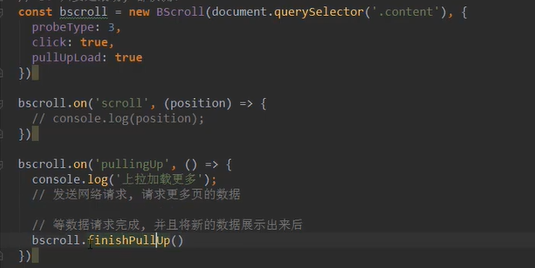 const bscroll = new BScroll(document.querySelector('.content'), {
probeType: 3,
click: true,
pullUpLoad: true
})
bscroll.on('scroll', (position) => {
// console.log(position);
})
bscroll.on('pullingUp', () => {
console.log('上拉加载更多');
// 发送网络请求, 请求更多页的数据
// 等数据请求完成, 并且将新的数据展示出来后
bscroll.finishPullUp()
})